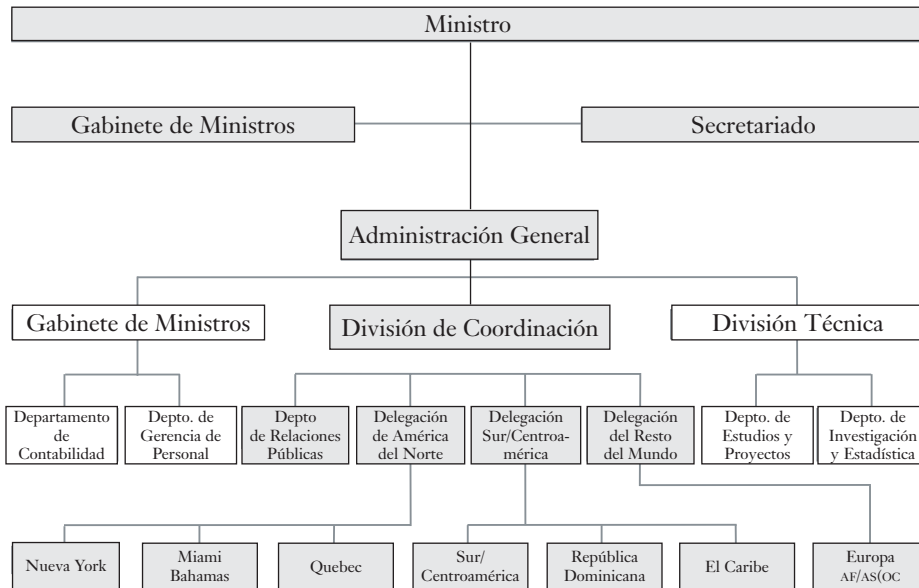 Ministro
Gabinete de Ministros
Secretariado
Administración General
Gabinete de Ministros
División de Coordinación
División Técnica
Departamento
de
Contabilidad
Depto. de
Gerencia de
Personal
Depto
de Relaciones
Públicas
Delegación
de América
del Norte
Delegación
Sur/Centroa-
mérica
Delegación
del Resto
del Mundo
Depto. de
Estudios y
Proyectos
Depto. de
Investigación
y Estadística
Nueva York
Miami
Bahamas
Quebec
Sur/
Centroamérica
República
Dominicana
El Caribe
Europa
AF/AS(OC